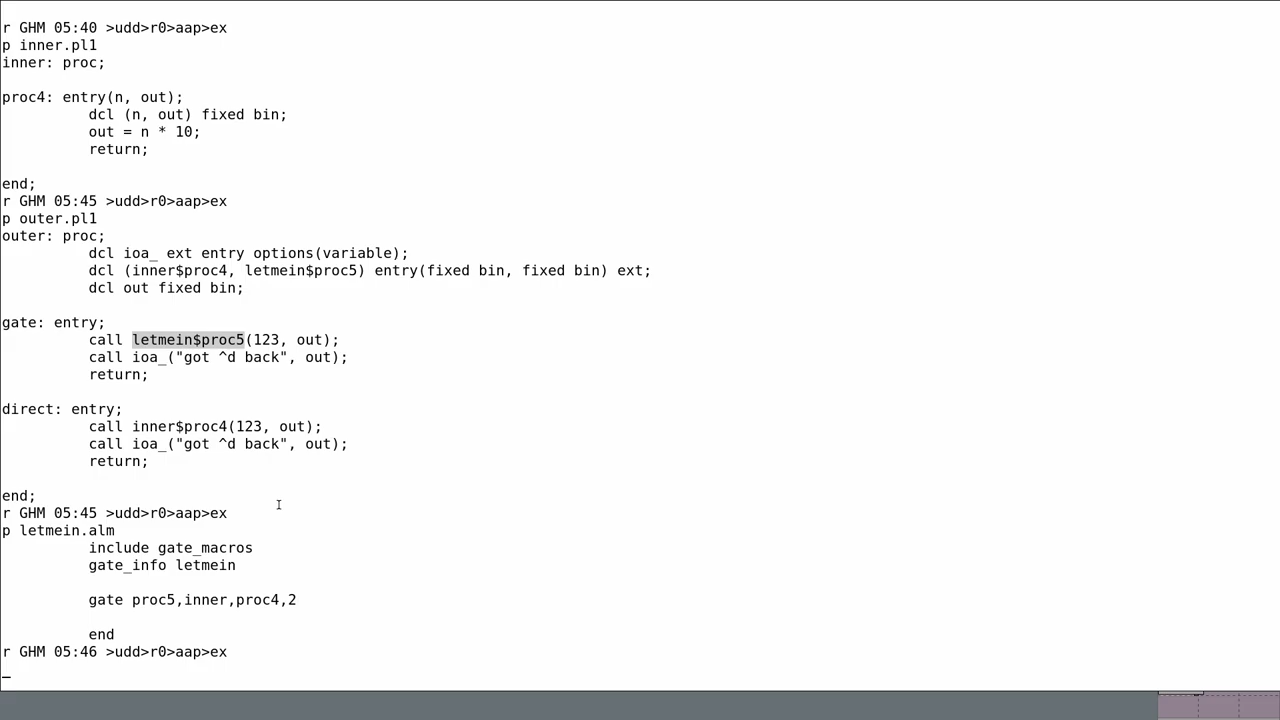 r GHM 05:40 >udd>r0>aap>ex
p inner.pl1
inner: proc;
proc4: entry(n, out);
dcl (n, out) fixed bin;
out = n * 10;
return;
end;
r GHM 05:45 >udd>r0>aap>ex
p outer.pl1
outer: proc;
dcl ioa_ ext entry options(variable);
dcl (inner$proc4, letmein$proc5) entry(fixed bin, fixed bin) ext;
dcl out fixed bin;
gate: entry;
call letmein$proc5(123, out);
call ioa_("got ^d back", out);
return;
direct: entry;
call inner$proc4(123, out);
call ioa_("got ^d back", out);
return;
end;
r GHM 05:45 >udd>r0>aap>ex
p letmein.alm
include gate_macros
gate_info letmein
gate proc5,inner,proc4,2
end
r GHM 05:46 >udd>r0>aap>ex